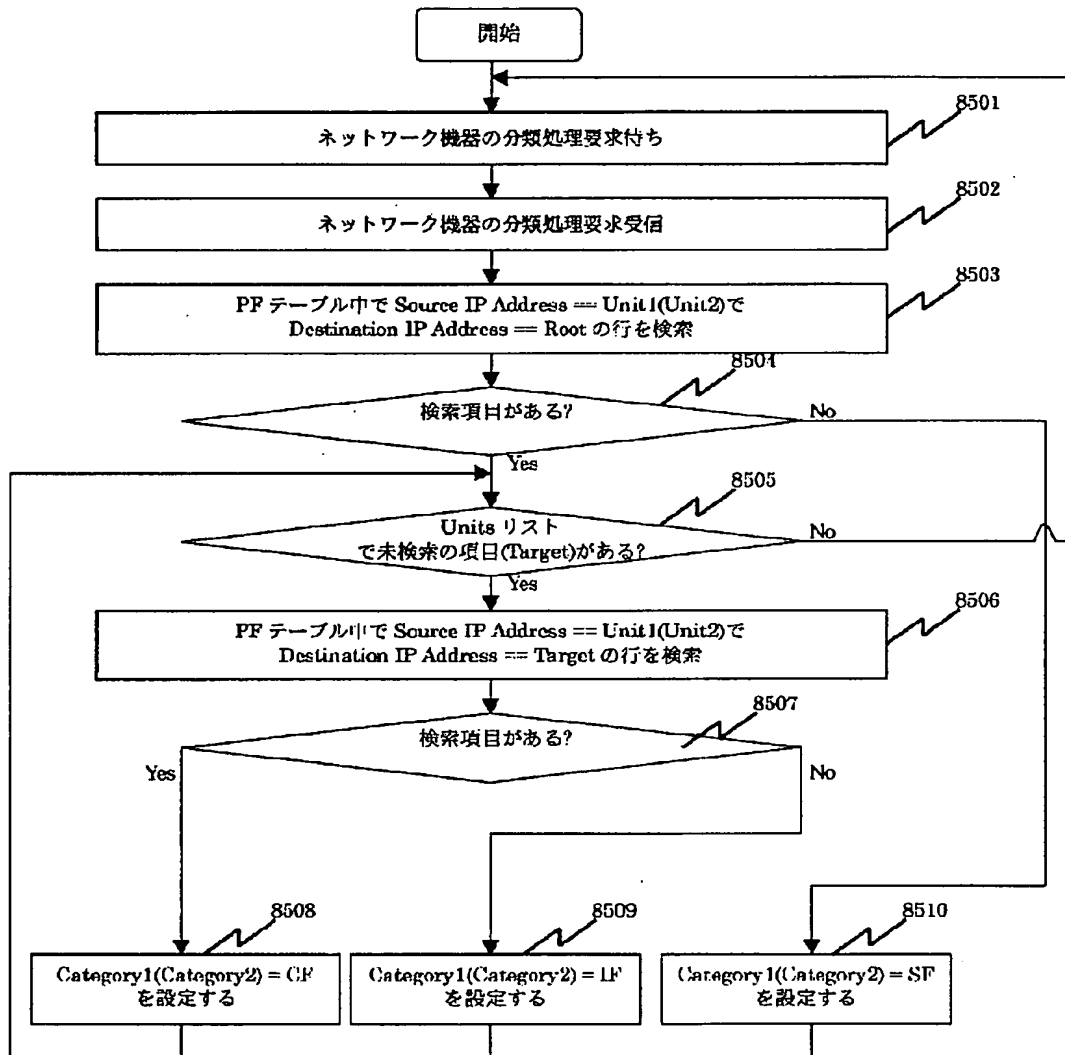 開始
8501
ネットワーク機器の分類処理要求待ち
8502
ネットワーク機器の分類処理要求受信
8503
PF テーブル中で Source IP Address == Unit1(Unit2)で
Destination IP Address == Root の行を検索
8504
検索項目がある?
No
Yes
8505
Units リスト
で未検索の項目(Target)がある?
No
Yes
8506
PF テーブル中で Source IP Address == Unit1(Unit2)で
Destination IP Address == Target の行を検索
8507
検索項目がある?
Yes
No
8508
Category1(Category2) = CF
を設定する
8509
Category1(Category2) = IF
を設定する
8510
Category1(Category2) = SF
を設定する